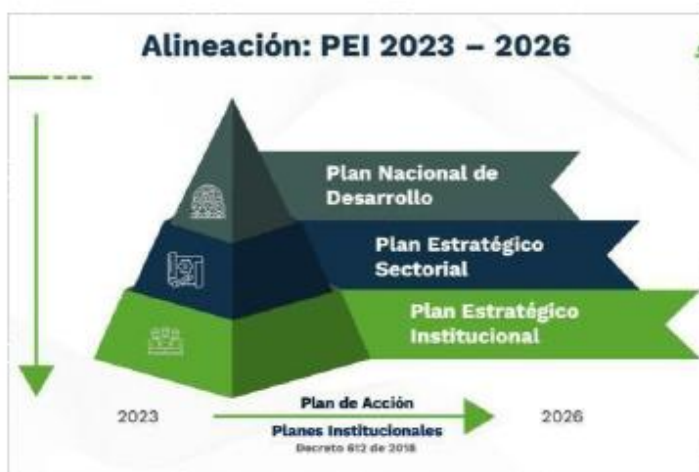 Alineación: PEI 2023 – 2026
Plan Nacional de
Desarrollo
Plan Estratégico
Sectorial
Plan Estratégico
Institucional
2023
Plan de Acción
2026
Planes Institucionales
Decreto 612 de 2018